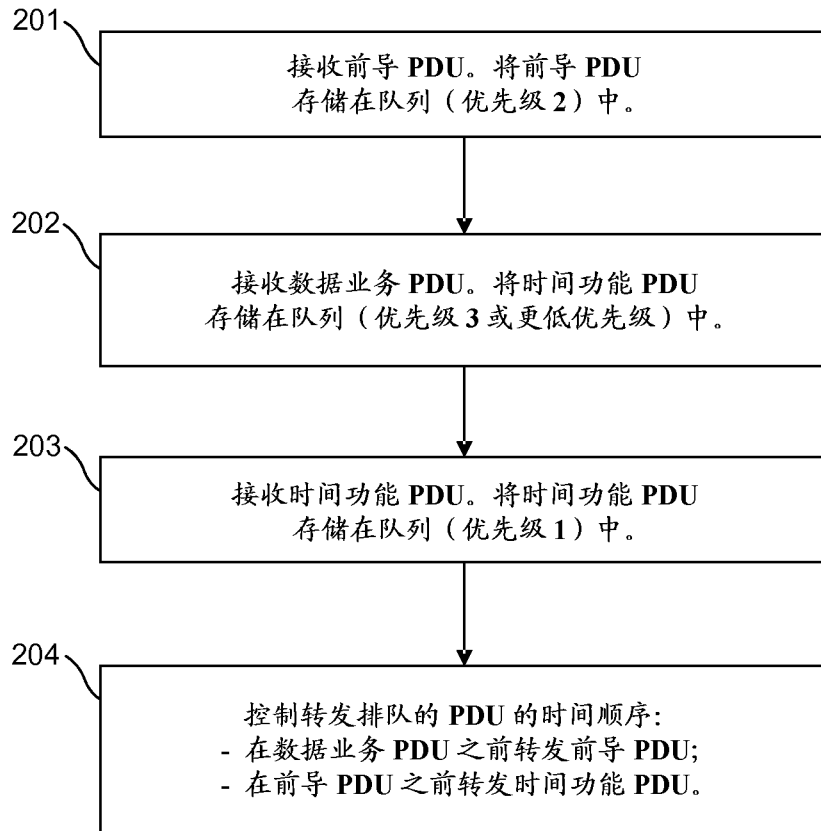 201
接收前导 PDU。将前导 PDU
存储在队列（优先级 2）中。
202
接收数据业务 PDU。将时间功能 PDU
存储在队列（优先级 3 或更低优先级）中。
203
接收时间功能 PDU。将时间功能 PDU
存储在队列（优先级 1）中。
204
控制转发排队的 PDU 的时间顺序:
- 在数据业务 PDU 之前转发前导 PDU;
- 在前导 PDU 之前转发时间功能 PDU。